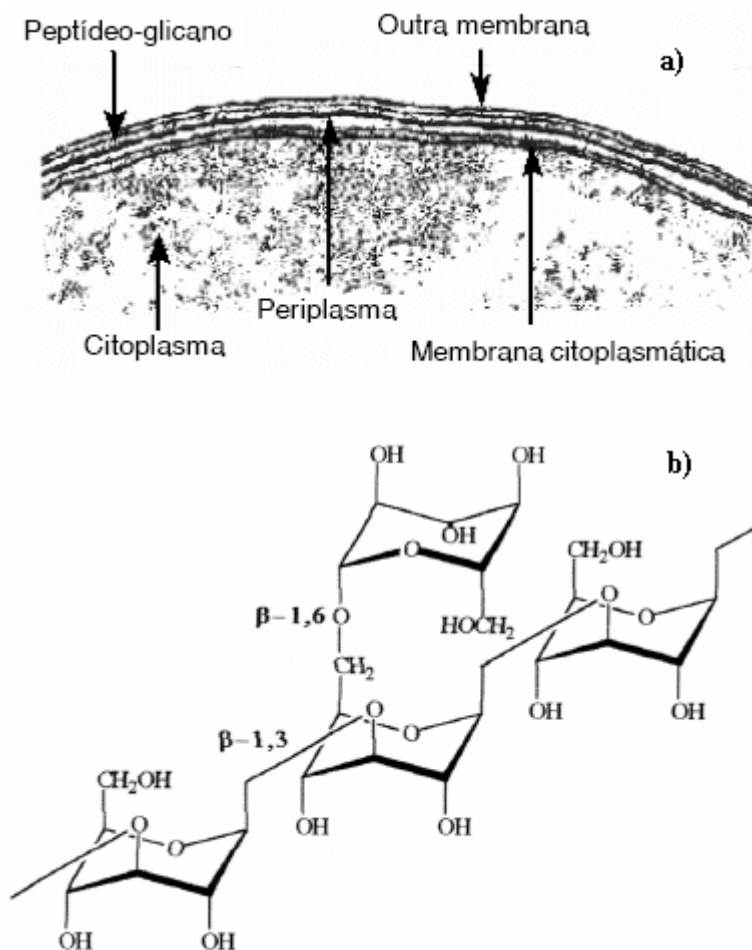 Peptídeo-glicano
Outra membrana
a)
Periplasma
Citoplasma
Membrana citoplasmática
b)
OH
OH
OH
O
CH₂OH
β–1,6
O
HOCH₂
O
O
CH₂
OH
OH
β–1,3
O
O
CH₂OH
OH
OH
O
O
OH
OH